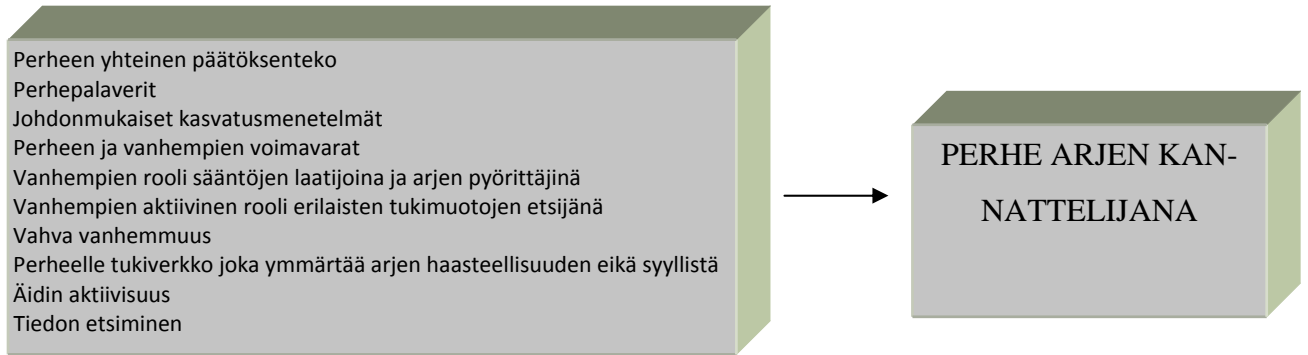 Perheen yhteinen päätöksenteko
Perhepalaverit
Johdonmukaiset kasvatusmenetelmät
Perheen ja vanhempien voimavarat
Vanhempien rooli sääntöjen laatijoina ja arjen pyörittäjinä
Vanhempien aktiivinen rooli erilaisten tukimuotojen etsijänä
Vahva vanhemmuus
Perheelle tukiverkko joka ymmärtää arjen haasteellisuuden eikä syyllistä
Äidin aktiivisuus
Tiedon etsiminen
PERHE ARJEN KAN-
NATTELIJANA